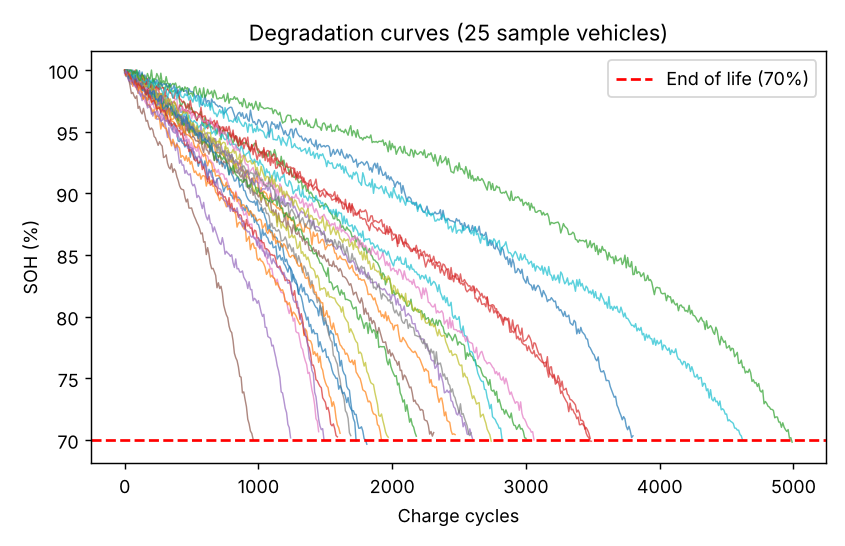 Degradation curves (25 sample vehicles)
End of life (70%)
SOH (%)
100
95
90
85
80
75
70
0 1000 2000 3000 4000 5000
Charge cycles